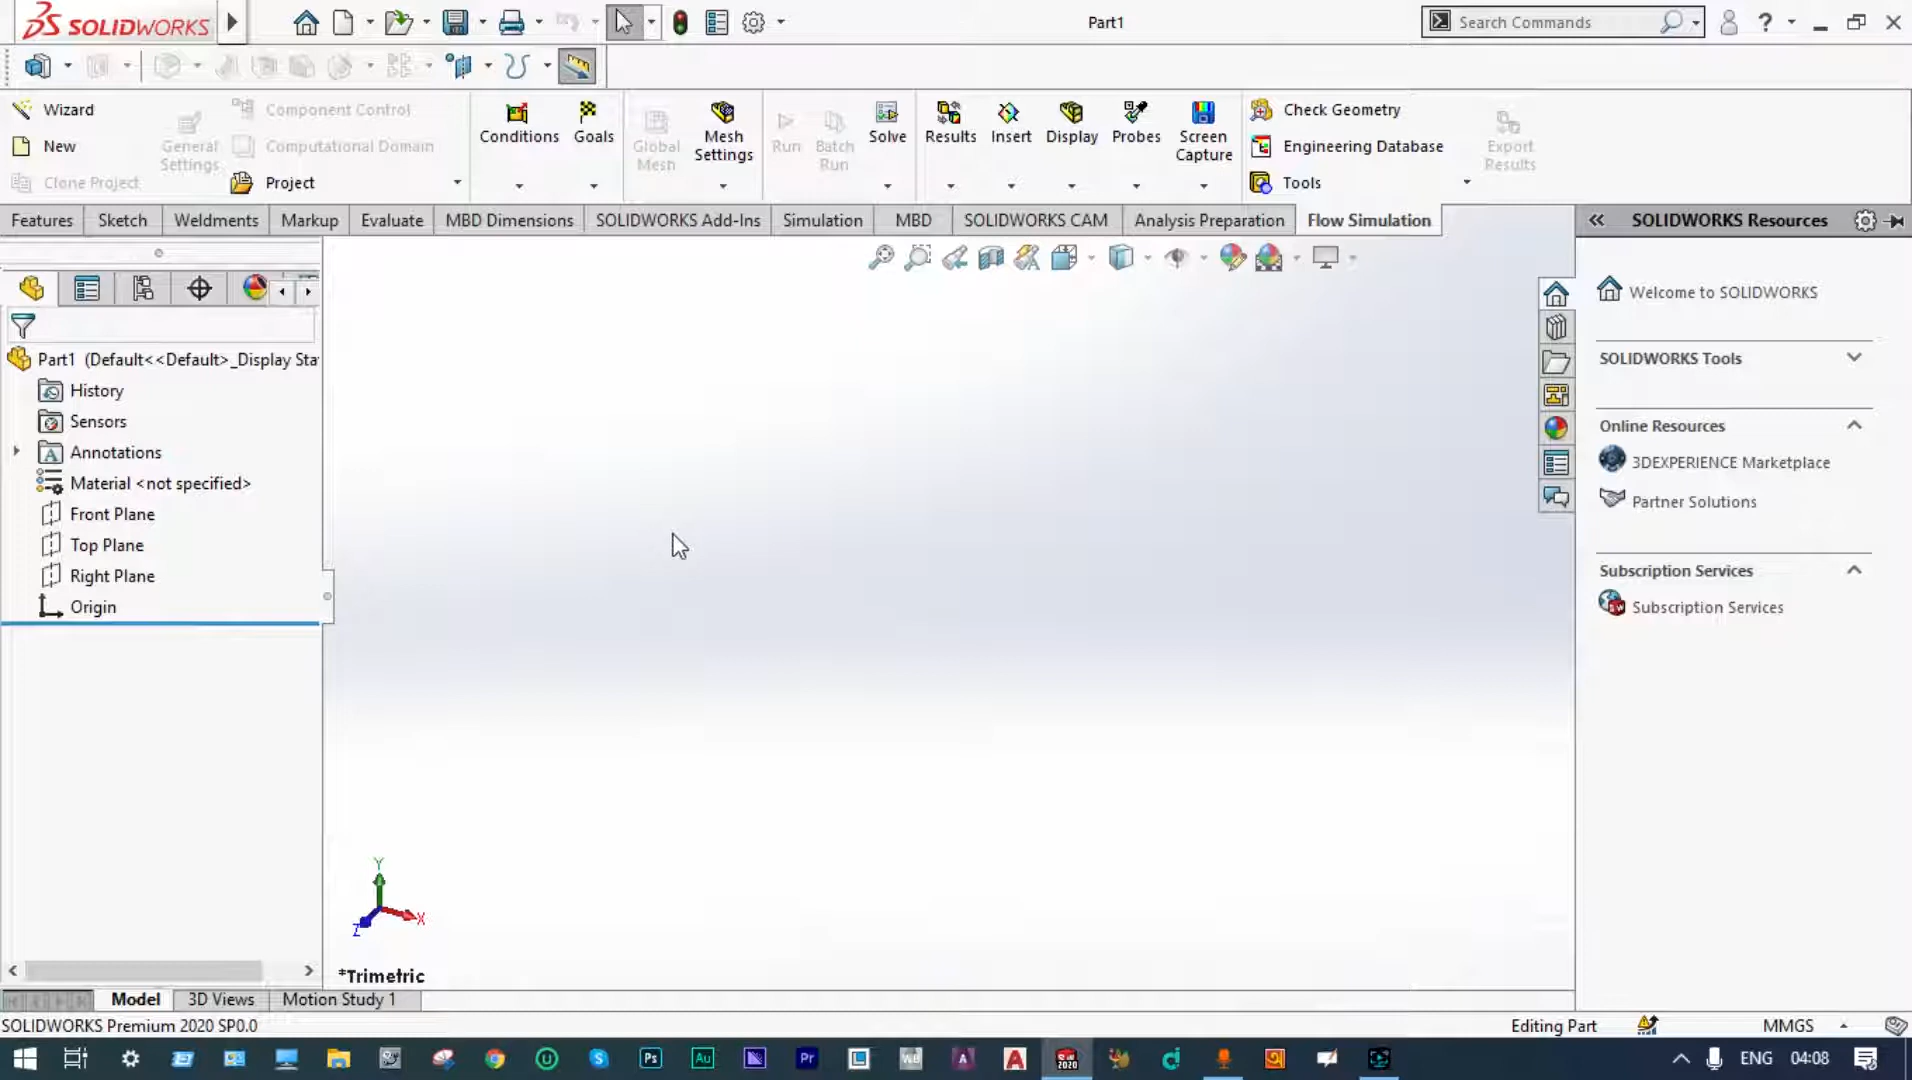 SOLIDWORKS
Part1
Search Commands
Wizard
New
Clone Project
General
Settings
Component Control
Computational Domain
Project
Conditions
Goals
Global
Mesh
Mesh
Settings
Run
Batch
Run
Solve
Results
Insert
Display
Probes
Screen
Capture
Check Geometry
Engineering Database
Tools
Export
Results
Features
Sketch
Weldments
Markup
Evaluate
MBD Dimensions
SOLIDWORKS Add-Ins
Simulation
MBD
SOLIDWORKS CAM
Analysis Preparation
Flow Simulation
SOLIDWORKS Resources
Part1 (Default<<Default>_Display Sta
History
Sensors
Annotations
Material <not specified>
Front Plane
Top Plane
Right Plane
Origin
Welcome to SOLIDWORKS
SOLIDWORKS Tools
Online Resources
3DEXPERIENCE Marketplace
Partner Solutions
Subscription Services
Subscription Services
Y
X
Z
*Trimetric
Model
3D Views
Motion Study 1
SOLIDWORKS Premium 2020 SP0.0
Editing Part
MMGS
Ps
Au
Pr
2020
ENG
04:08